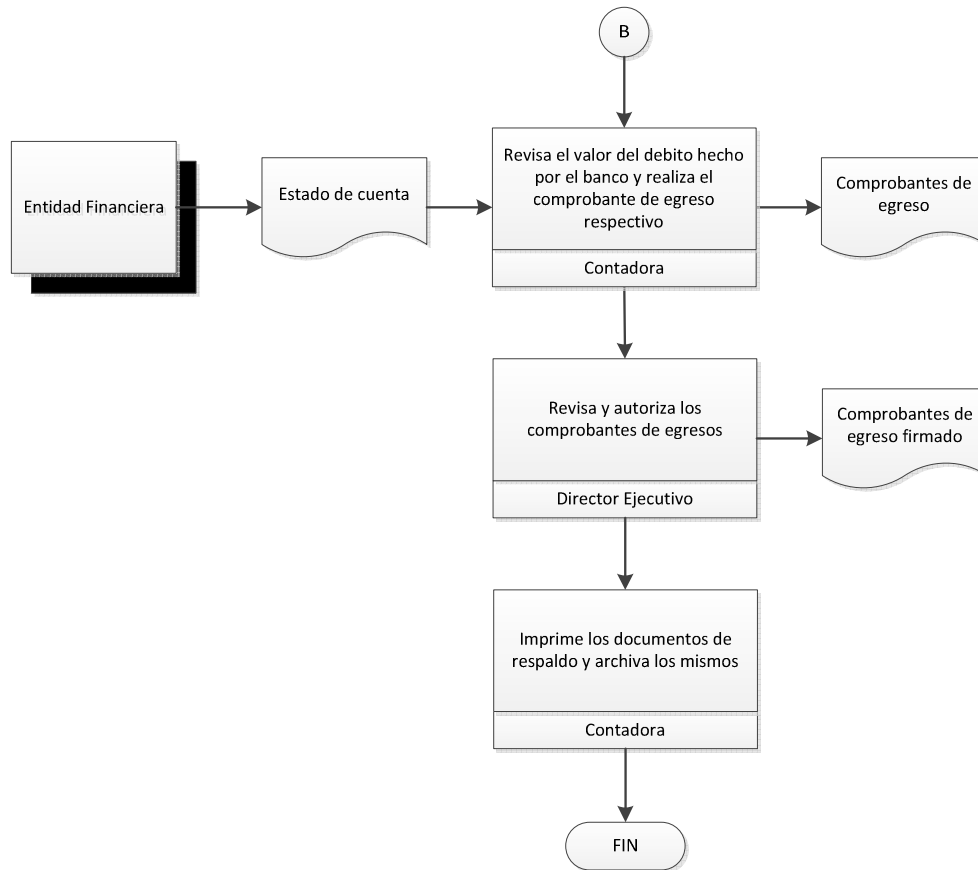 B
Entidad Financiera
Estado de cuenta
Revisa el valor del debito hecho
por el banco y realiza el
comprobante de egreso
respectivo
Contadora
Comprobantes de
egreso
Revisa y autoriza los
comprobantes de egresos
Director Ejecutivo
Comprobantes de
egreso firmado
Imprime los documentos de
respaldo y archiva los mismos
Contadora
FIN